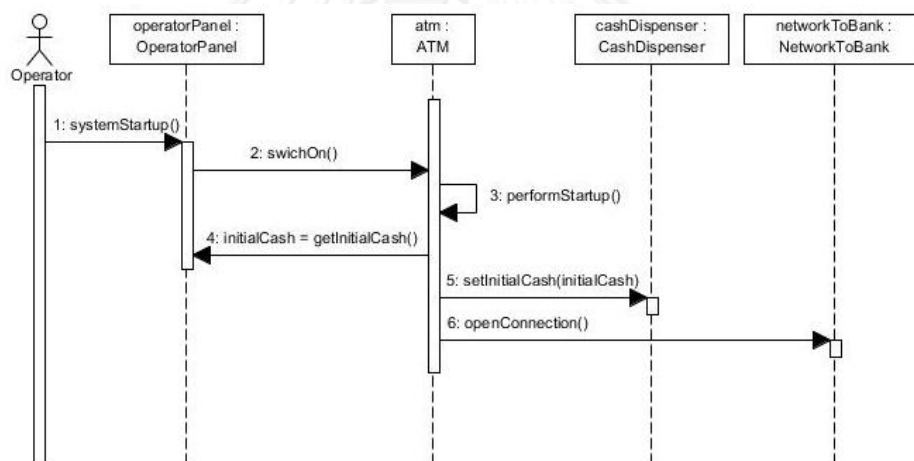 operatorPanel :
OperatorPanel
atm :
ATM
cashDispenser :
CashDispenser
networkToBank :
NetworkToBank
Operator
1: systemStartup()
2: swichOn()
3: performStartup()
4: initialCash = getInitialCash()
5: setInitialCash(initialCash)
6: openConnection()